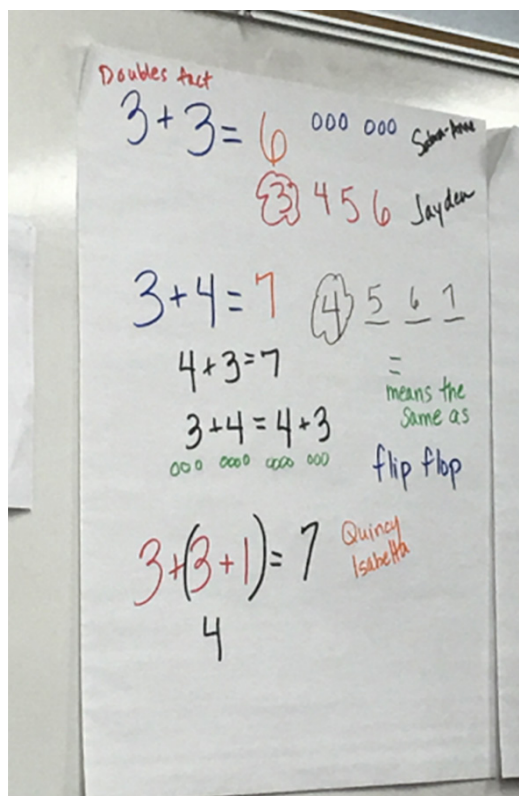 Doubles fact
3+3=6 000 000
3 4 5 6 Jayden
3+4=7 4 5 6 7
4+3=7
=
means the
same as
3+4=4+3
000 0000 0000 000
flip flop
3+(3+1)=7 Quincy
Isabella
4